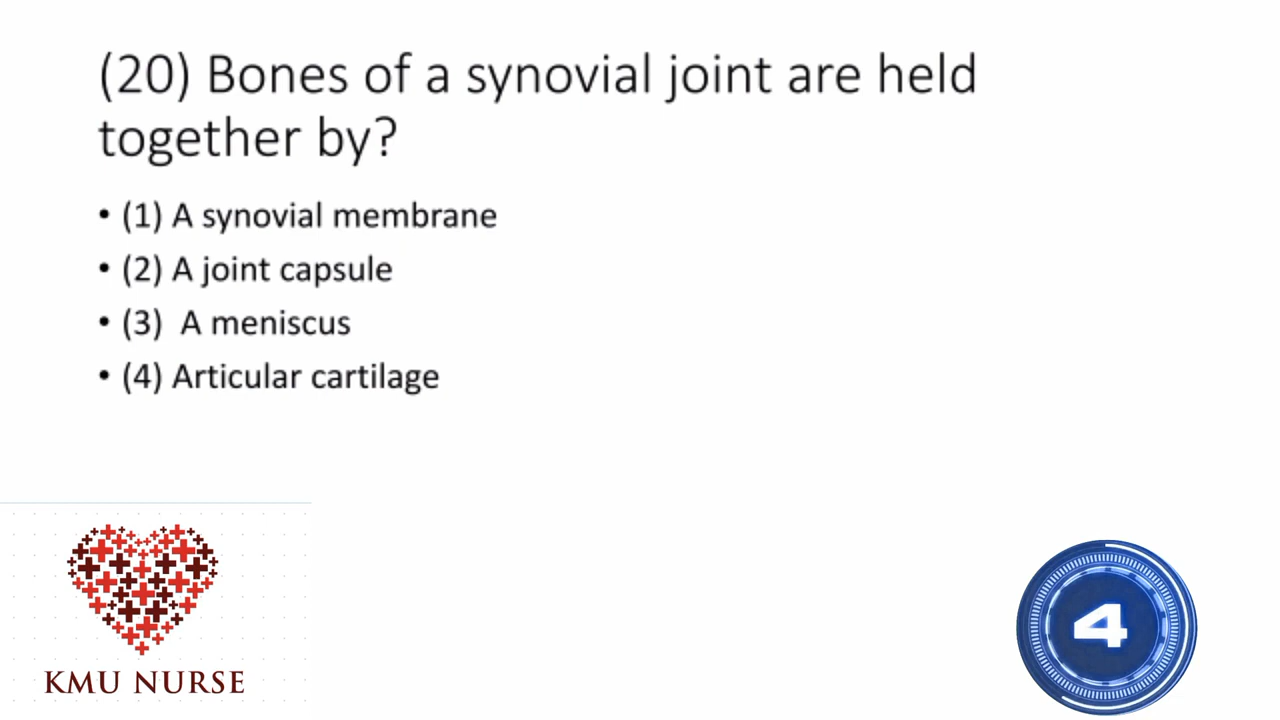 (20) Bones of a synovial joint are held
together by?
• (1) A synovial membrane
• (2) A joint capsule
• (3)  A meniscus
• (4) Articular cartilage
KMU NURSE
4